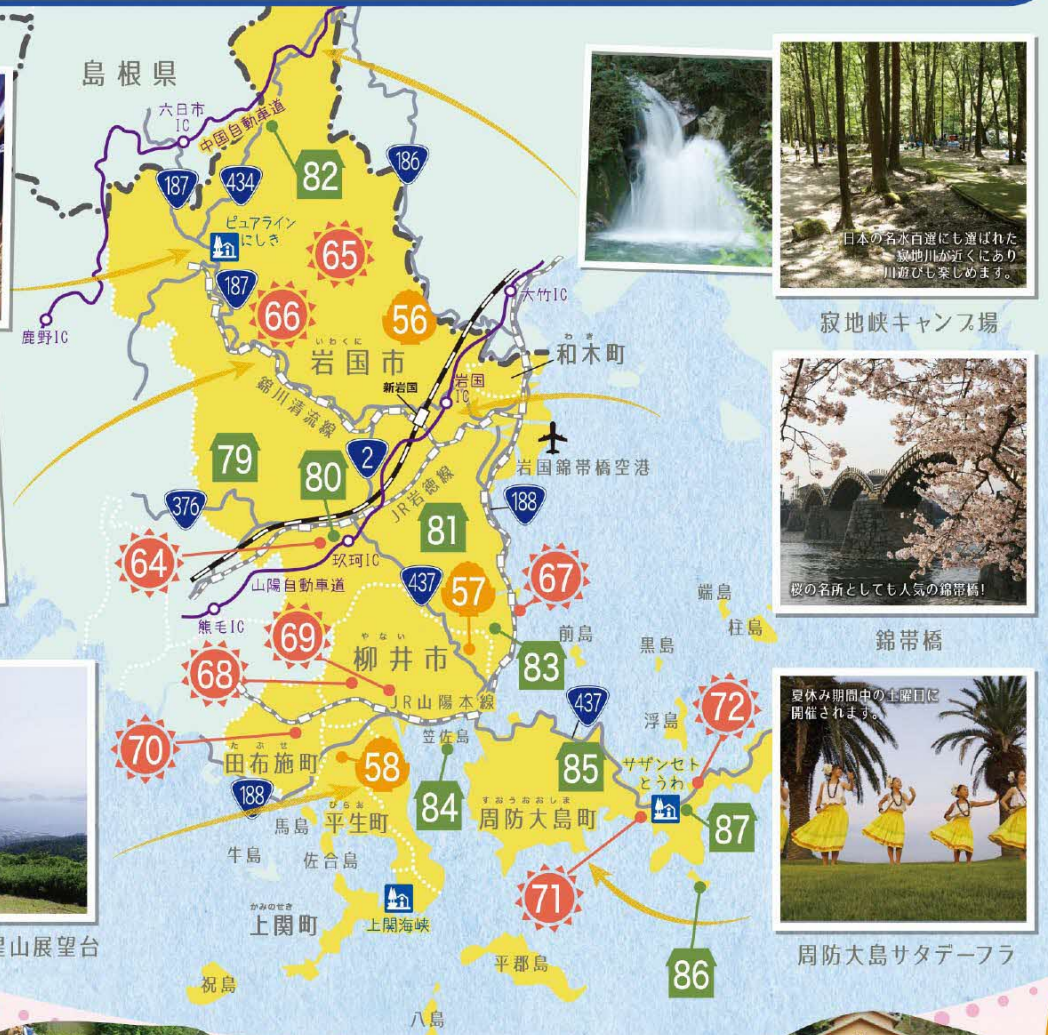 島根県
六日市
IC
中国自動車道
82
186
187
434
ピュアライン
にしき
65
187
66
56
大竹IC
鹿野IC
いわくに
岩国市
わき
和木町
新岩国
岩国
IC
錦川清流線
79
80
2
岩国錦帯橋空港
JR岩徳線
188
376
81
64
玖珂IC
山陽自動車道
437
57
67
熊毛IC
69
やない
柳井市
前島
端島
柱島
黒島
68
83
JR山陽本線
437
72
浮島
70
笠佐島
たぶせ
田布施町
58
85
サザンセト
とうわ
188
84
すおうおおしま
周防大島町
87
馬島
ひらお
平生町
牛島
佐合島
71
かみのせき
上関町
上関海峡
86
平郡島
祝島
八島
日本の名水百選にも選ばれた
寂地川が近くにあり
川遊びも楽しめます。
寂地峡キャンプ場
桜の名所としても人気の錦帯橋!
錦帯橋
夏休み期間中の土曜日に
開催されます。
周防大島サタデーフラ
山展望台